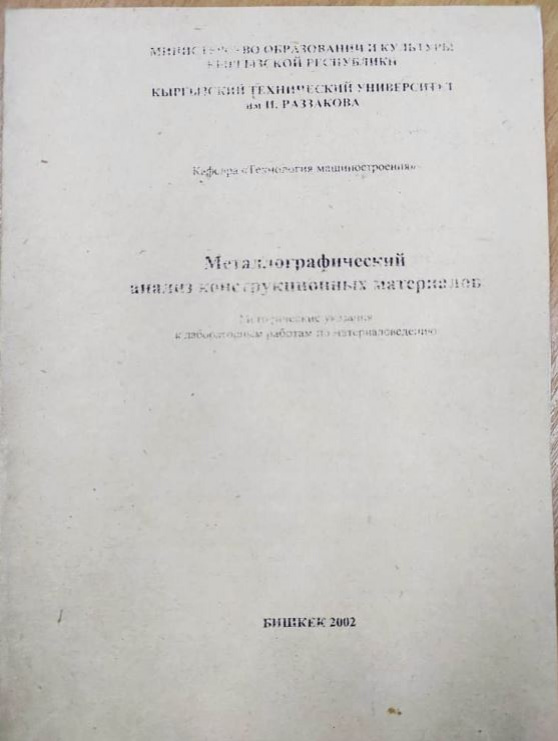 МИНИСТЕРСТВО ОБРАЗОВАНИЯ И КУЛЬТУРЫ
КЫРГЫЗСКОЙ РЕСПУБЛИКИ
КЫРГЫЗСКИЙ ТЕХНИЧЕСКИЙ УНИВЕРСИТЕТ
им И. РАЗЗАКОВА
Кафедра «Технология машиностроения»
Металлографический
анализ конструкционных материалов
Методические указания
к лабораторным работам по материаловедению
БИШКЕК 2002